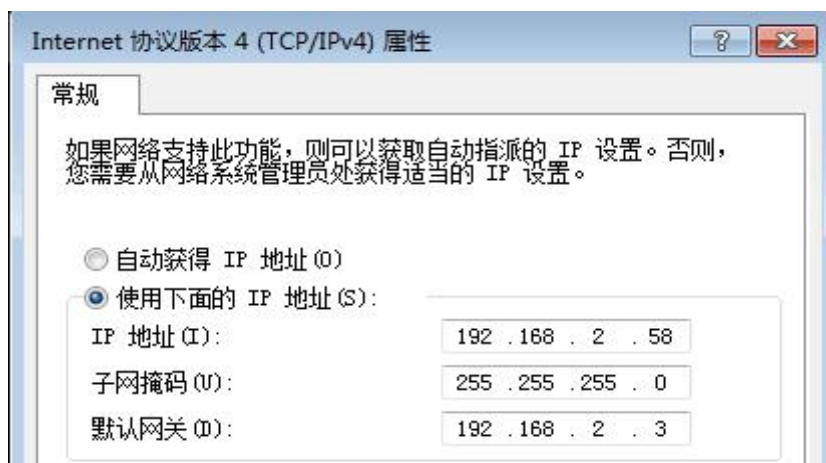 Internet 协议版本 4 (TCP/IPv4) 属性
常规
如果网络支持此功能，则可以获取自动指派的 IP 设置。否则，
您需要从网络系统管理员处获得适当的 IP 设置。
自动获得 IP 地址(O)
使用下面的 IP 地址(S):
IP 地址(I): 192 .168 . 2 . 58
子网掩码(U): 255 .255 .255 . 0
默认网关(D): 192 .168 . 2 . 3